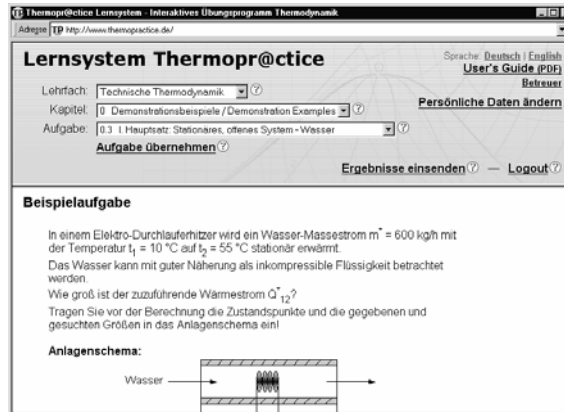 Thermopr@ctice Lernsystem - Interaktives Übungsprogramm Thermodynamik
Adresse TP http://www.thermopractice.de/
Lernsystem Thermopr@ctice
Sprache: Deutsch | English
User's Guide (PDF)
Betreuer
Persönliche Daten ändern
Lehrfach: Technische Thermodynamik ?
Kapitel: 0 Demonstrationsbeispiele / Demonstration Examples ?
Aufgabe: 0.3 I. Hauptsatz: Stationäres, offenes System - Wasser ?
Aufgabe übernehmen ?
Ergebnisse einsenden ? — Logout ?
Beispielaufgabe
In einem Elektro-Durchlauferhitzer wird ein Wasser-Massestrom m* = 600 kg/h mit
der Temperatur t1 = 10 °C auf t2 = 55 °C stationär erwärmt.
Das Wasser kann mit guter Näherung als inkompressible Flüssigkeit betrachtet
werden.
Wie groß ist der zuzuführende Wärmestrom Q*12?
Tragen Sie vor der Berechnung die Zustandspunkte und die gegebenen und
gesuchten Größen in das Anlagenschema ein!
Anlagenschema:
Wasser